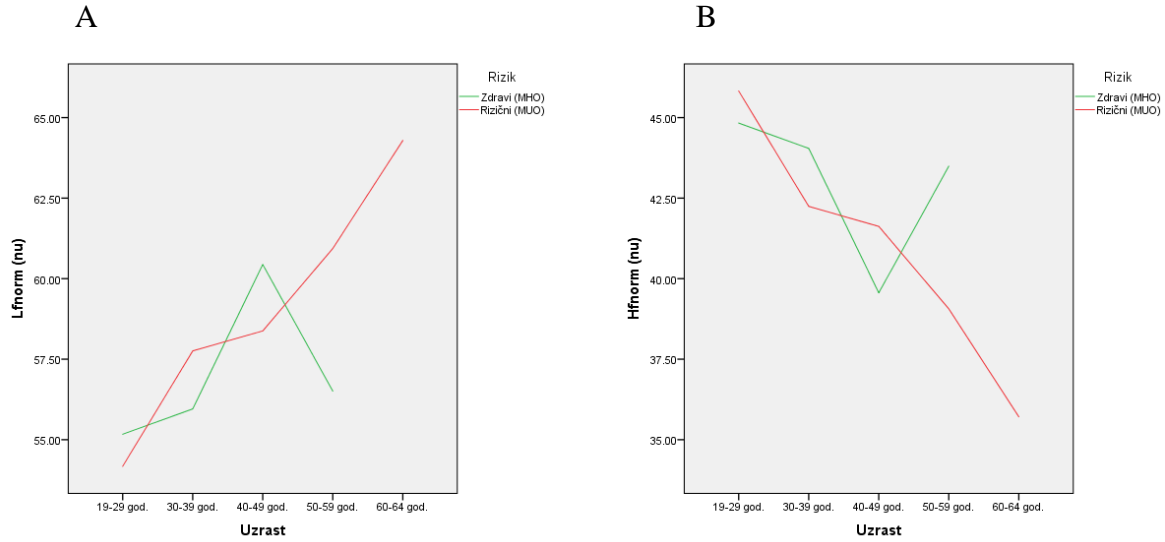 A
B
Rizik
Zdravi (MHO)
Rizični (MUO)
65.00
62.50
60.00
57.50
55.00
Lfnorm (nu)
19-29 god. 30-39 god. 40-49 god. 50-59 god. 60-64 god.
Uzrast
Rizik
Zdravi (MHO)
Rizični (MUO)
45.00
42.50
40.00
37.50
35.00
Hfnorm (nu)
19-29 god. 30-39 god. 40-49 god. 50-59 god. 60-64 god.
Uzrast